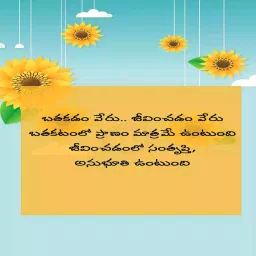 బతకడం వేరు.. జీవించడం వేరు
బతకటంలో ప్రాణం మాత్రమే ఉంటుంది
జీవించడంలో సంతృప్తి,
అనుభూతి ఉంటుంది